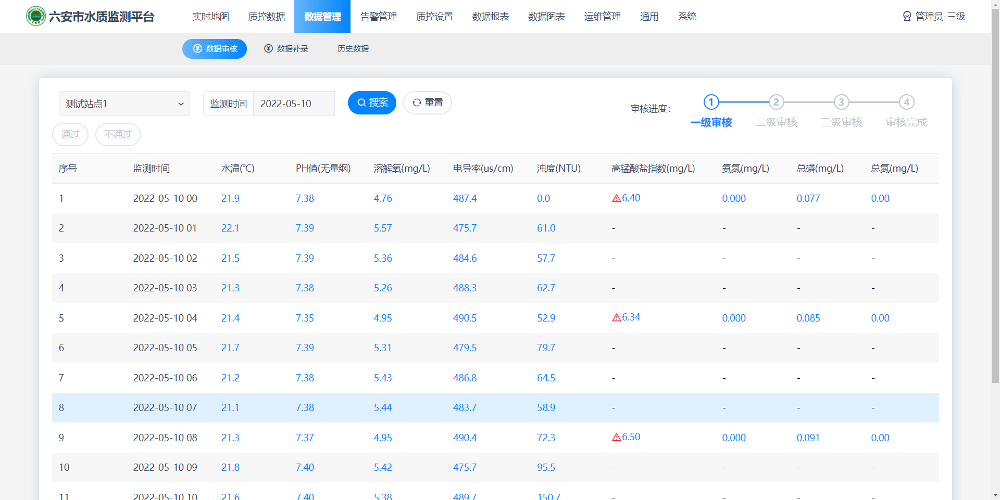 六安市水质监测平台 实时地图 质控数据 数据管理 告警管理 质控设置 数据报表 数据图表 运维管理 通用 系统 管理员-三级
数据审核 数据补录 历史数据
测试站点1 监测时间 2022-05-10 搜索 重置 审核进度： 1 2 3 4
一级审核 二级审核 三级审核 审核完成
通过 不通过
序号 监测时间 水温(℃) PH值(无量纲) 溶解氧(mg/L) 电导率(us/cm) 浊度(NTU) 高锰酸盐指数(mg/L) 氨氮(mg/L) 总磷(mg/L) 总氮(mg/L)
1 2022-05-10 00 21.9 7.38 4.76 487.4 0.0 6.40 0.000 0.077 0.00
2 2022-05-10 01 22.1 7.39 5.57 475.7 61.0 - - - -
3 2022-05-10 02 21.5 7.39 5.36 484.6 57.7 - - - -
4 2022-05-10 03 21.3 7.38 5.26 488.3 62.7 - - - -
5 2022-05-10 04 21.4 7.35 4.95 490.5 52.9 6.34 0.000 0.085 0.00
6 2022-05-10 05 21.7 7.39 5.31 479.5 79.7 - - - -
7 2022-05-10 06 21.2 7.38 5.43 486.8 64.5 - - - -
8 2022-05-10 07 21.1 7.38 5.44 483.7 58.9 - - - -
9 2022-05-10 08 21.3 7.37 4.95 490.4 72.3 6.50 0.000 0.091 0.00
10 2022-05-10 09 21.8 7.40 5.42 475.7 95.5 - - - -
11 2022-05-10 10 21.6 7.40 5.38 489.7 150.7 - - - -